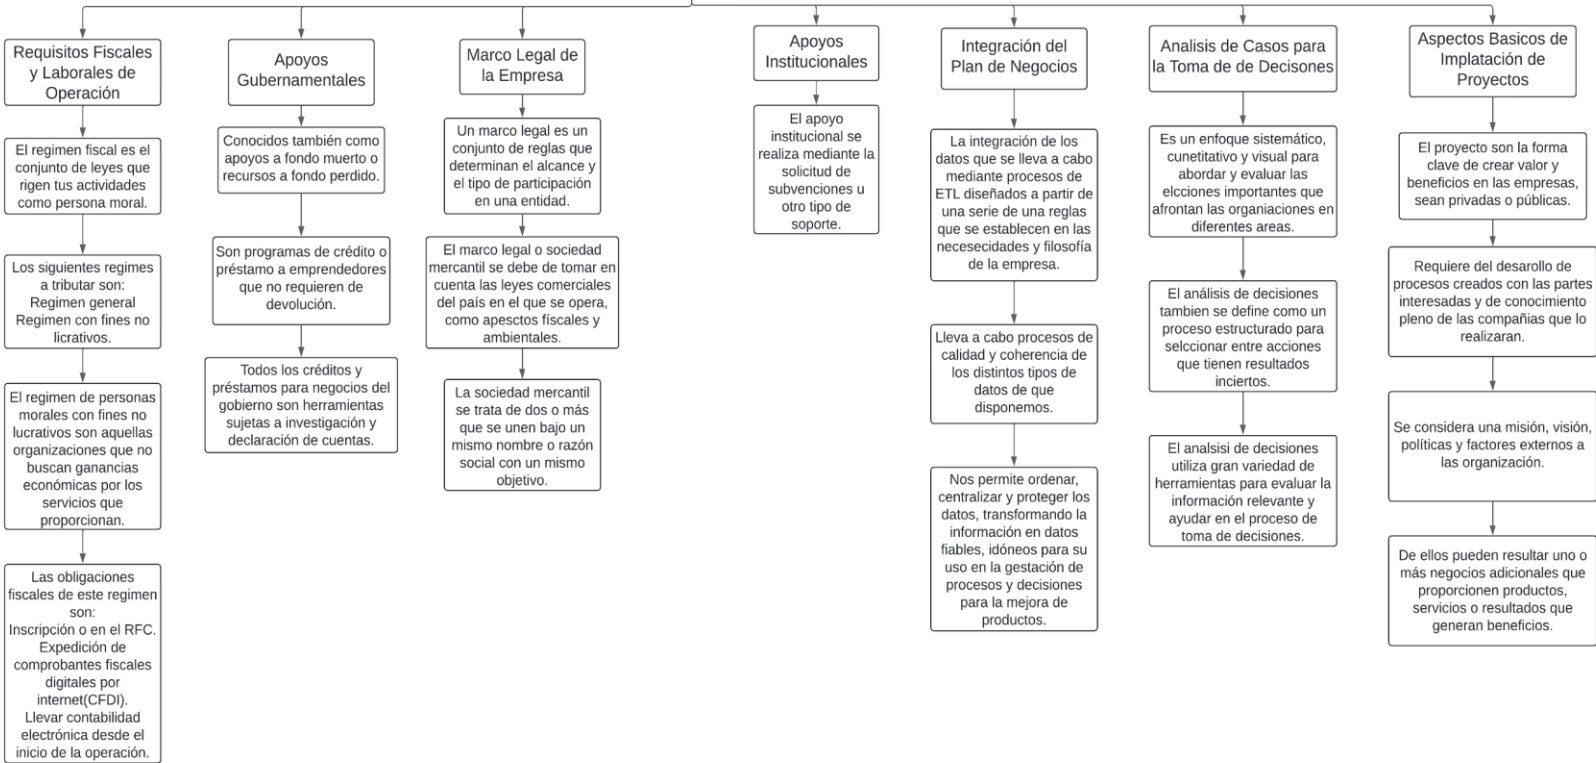 Requisitos Fiscales
y Laborales de
Operación
El regimen fiscal es el
conjunto de leyes que
rigen tus actividades
como persona moral.
Los siguientes regimes
a tributar son:
Regimen general
Regimen con fines no
licrativos.
El regimen de personas
morales con fines no
lucrativos son aquellas
organizaciones que no
buscan ganancias
económicas por los
servicios que
proporcionan.
Las obligaciones
fiscales de este regimen
son:
Inscripción o en el RFC.
Expedición de
comprobantes fiscales
digitales por
internet(CFDI).
Llevar contabilidad
electrónica desde el
inicio de la operación.
Apoyos
Gubernamentales
Conocidos también como
apoyos a fondo muerto o
recursos a fondo perdido.
Son programas de crédito o
préstamo a emprendedores
que no requieren de
devolución.
Todos los créditos y
préstamos para negocios del
gobierno son herramientas
sujetas a investigación y
declaración de cuentas.
Marco Legal de
la Empresa
Un marco legal es un
conjunto de reglas que
determinan el alcance y
el tipo de participación
en una entidad.
El marco legal o sociedad
mercantil se debe de tomar en
cuenta las leyes comerciales
del país en el que se opera,
como apesctos físcales y
ambientales.
La sociedad mercantil
se trata de dos o más
que se unen bajo un
mismo nombre o razón
social con un mismo
objetivo.
Apoyos
Institucionales
El apoyo
institucional se
realiza mediante la
solicitud de
subvenciones u
otro tipo de
soporte.
Integración del
Plan de Negocios
La integración de los
datos que se lleva a cabo
mediante procesos de
ETL diseñados a partir de
una serie de una reglas
que se establecen en las
necesecidades y filosofía
de la empresa.
Lleva a cabo procesos de
calidad y coherencia de
los distintos tipos de
datos de que
disponemos.
Nos permite ordenar,
centralizar y proteger los
datos, transformando la
información en datos
fiables, idóneos para su
uso en la gestación de
procesos y decisiones
para la mejora de
productos.
Analisis de Casos para
la Toma de de Decisones
Es un enfoque sistemático,
cunetitativo y visual para
abordar y evaluar las
elcciones importantes que
afrontan las organiaciones en
diferentes areas.
El análisis de decisiones
tambien se define como un
proceso estructurado para
selccionar entre acciones
que tienen resultados
inciertos.
El analsisi de decisiones
utiliza gran variedad de
herramientas para evaluar la
información relevante y
ayudar en el proceso de
toma de decisiones.
Aspectos Basicos de
Implatación de
Proyectos
El proyecto son la forma
clave de crear valor y
beneficios en las empresas,
sean privadas o públicas.
Requiere del desarollo de
procesos creados con las partes
interesadas y de conocimiento
pleno de las compañias que lo
realizaran.
Se considera una misión, visión,
políticas y factores externos a
las organización.
De ellos pueden resultar uno o
más negocios adicionales que
proporcionen productos,
servicios o resultados que
generan beneficios.